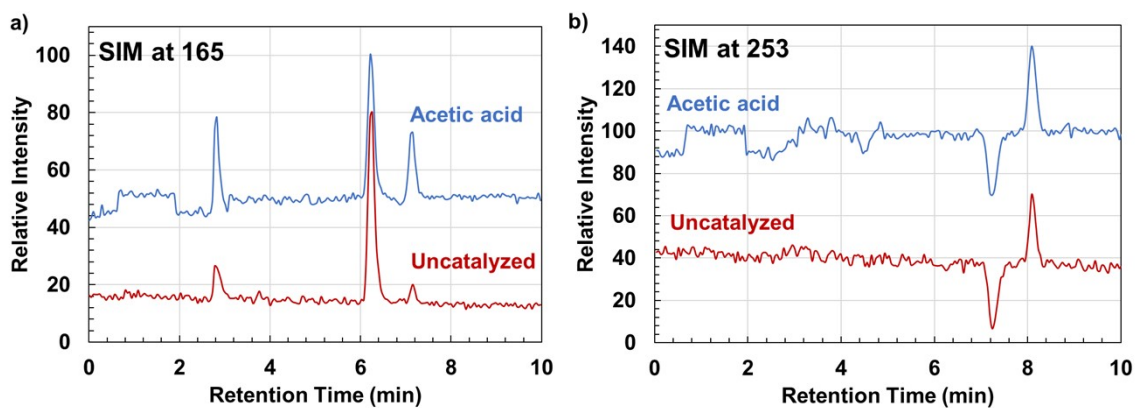 a)
SIM at 165
100
80
60
40
20
0
Relative Intensity
Acetic acid
Uncatalyzed
0 2 4 6 8 10
Retention Time (min)
b)
SIM at 253
140
120
100
80
60
40
20
0
Relative Intensity
Acetic acid
Uncatalyzed
0 2 4 6 8 10
Retention Time (min)